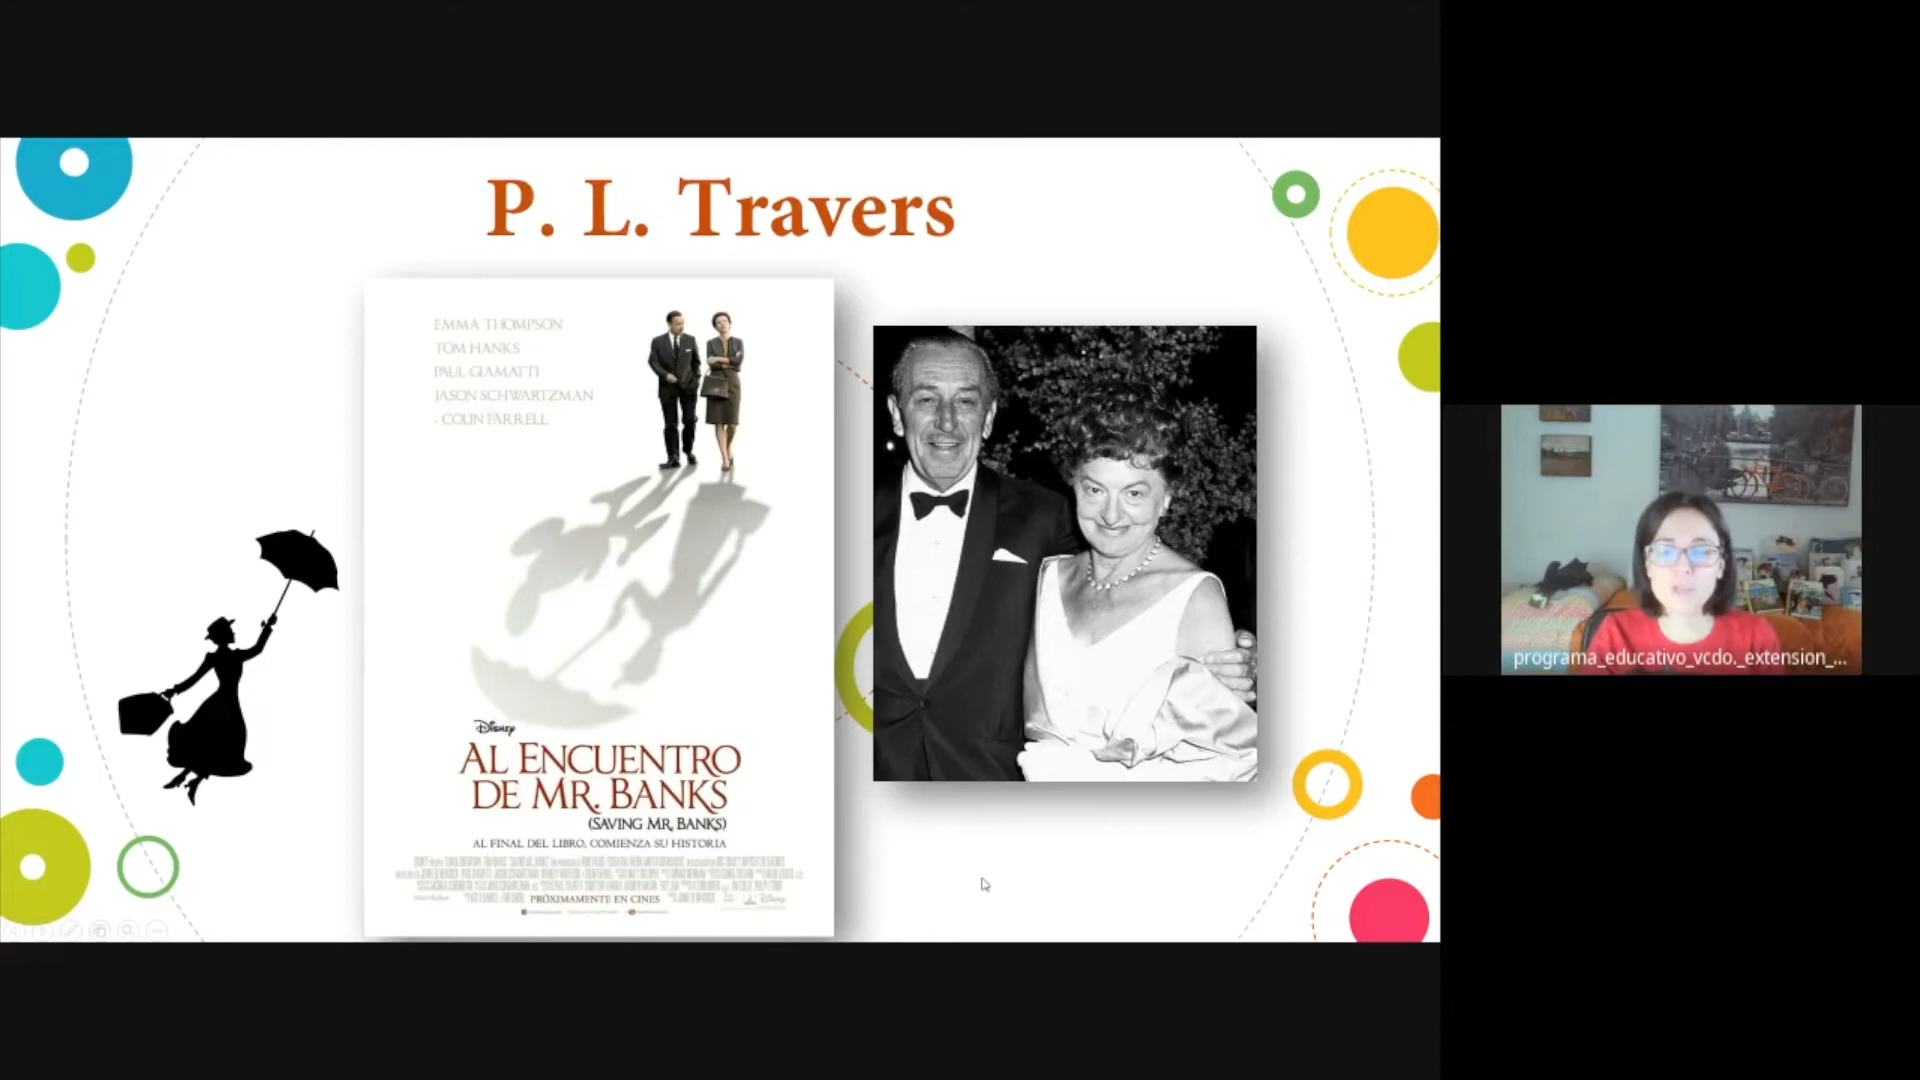 P. L. Travers
EMMA THOMPSON
TOM HANKS
PAUL GIAMATTI
JASON SCHWARTZMAN
- COLIN FARRELL
Disney
AL ENCUENTRO
DE MR. BANKS
(SAVING MR. BANKS)
AL FINAL DEL LIBRO, COMIENZA SU HISTORIA
PRÓXIMAMENTE EN CINES
Disney
programa_educativo_vcdo._extension_...